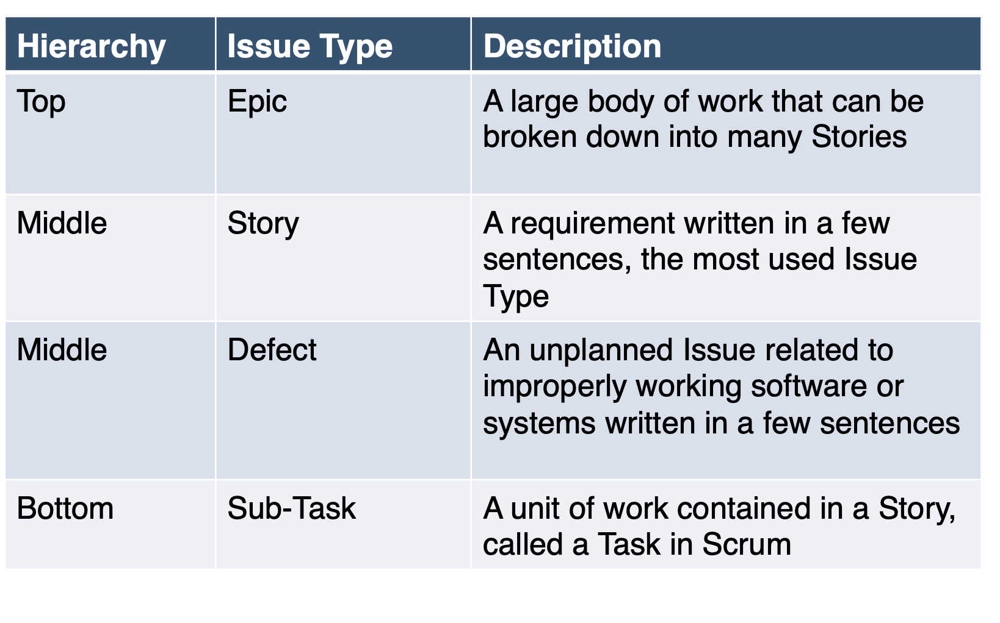 Hierarchy Issue Type Description
Top Epic A large body of work that can be
broken down into many Stories
Middle Story A requirement written in a few
sentences, the most used Issue
Type
Middle Defect An unplanned Issue related to
improperly working software or
systems written in a few sentences
Bottom Sub-Task A unit of work contained in a Story,
called a Task in Scrum